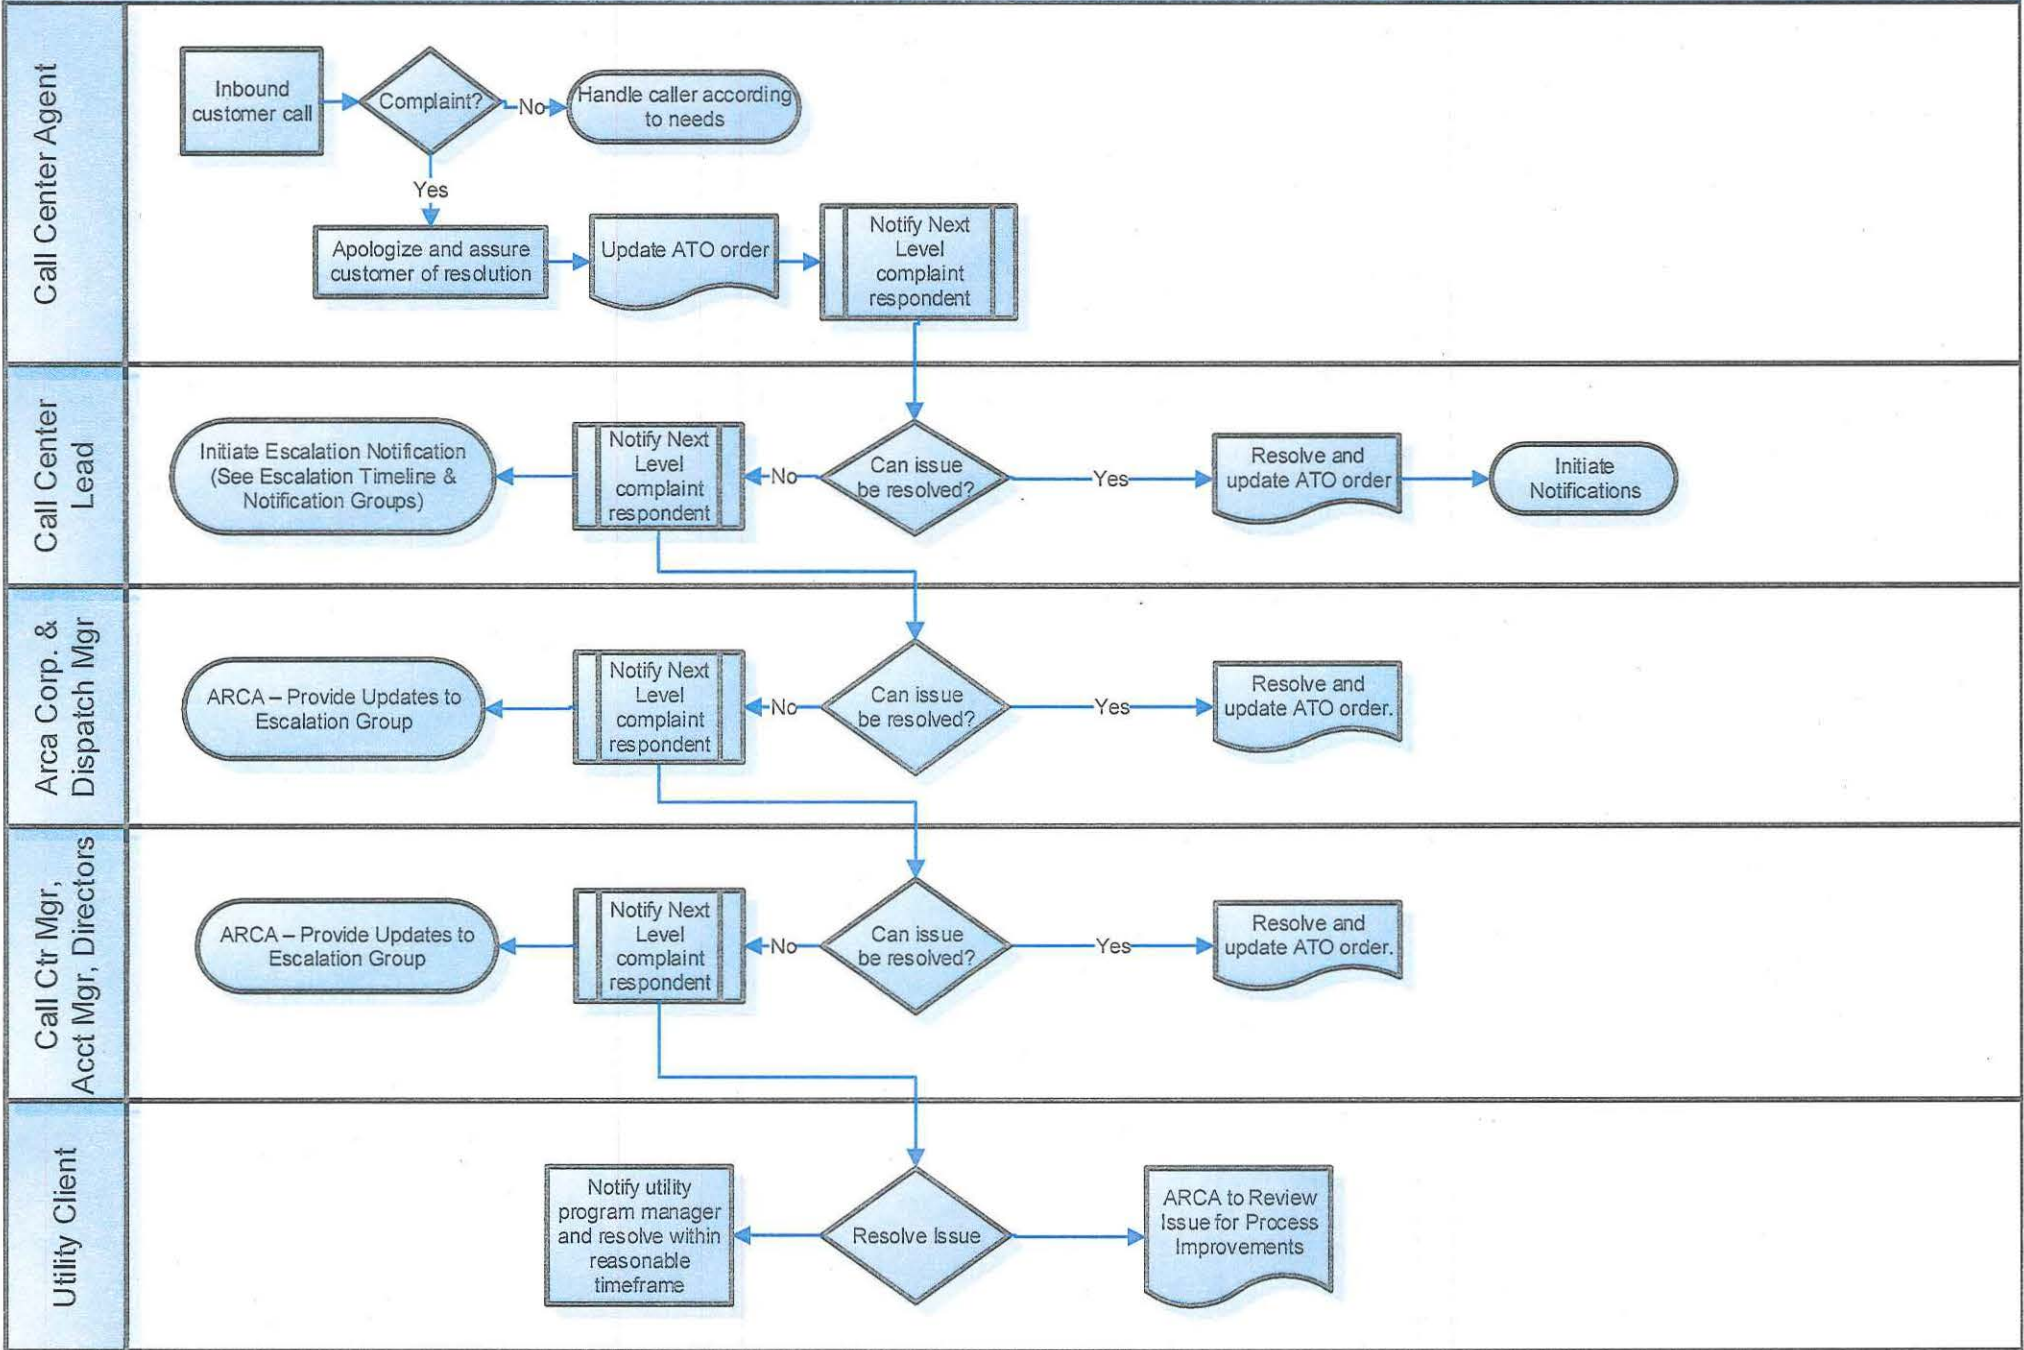 Call Center Agent
Inbound
customer call
Complaint?
No
Handle caller according
to needs
Yes
Apologize and assure
customer of resolution
Update ATO order
Notify Next
Level
complaint
respondent
Call Center
Lead
Initiate Escalation Notification
(See Escalation Timeline &
Notification Groups)
Notify Next
Level
complaint
respondent
No
Can issue
be resolved?
Yes
Resolve and
update ATO order
Initiate
Notifications
Arca Corp. &
Dispatch Mgr
ARCA – Provide Updates to
Escalation Group
Notify Next
Level
complaint
respondent
No
Can issue
be resolved?
Yes
Resolve and
update ATO order.
Call Ctr Mgr,
Acct Mgr, Directors
ARCA – Provide Updates to
Escalation Group
Notify Next
Level
complaint
respondent
No
Can issue
be resolved?
Yes
Resolve and
update ATO order.
Utility Client
Notify utility
program manager
and resolve within
reasonable
timeframe
Resolve Issue
ARCA to Review
Issue for Process
Improvements